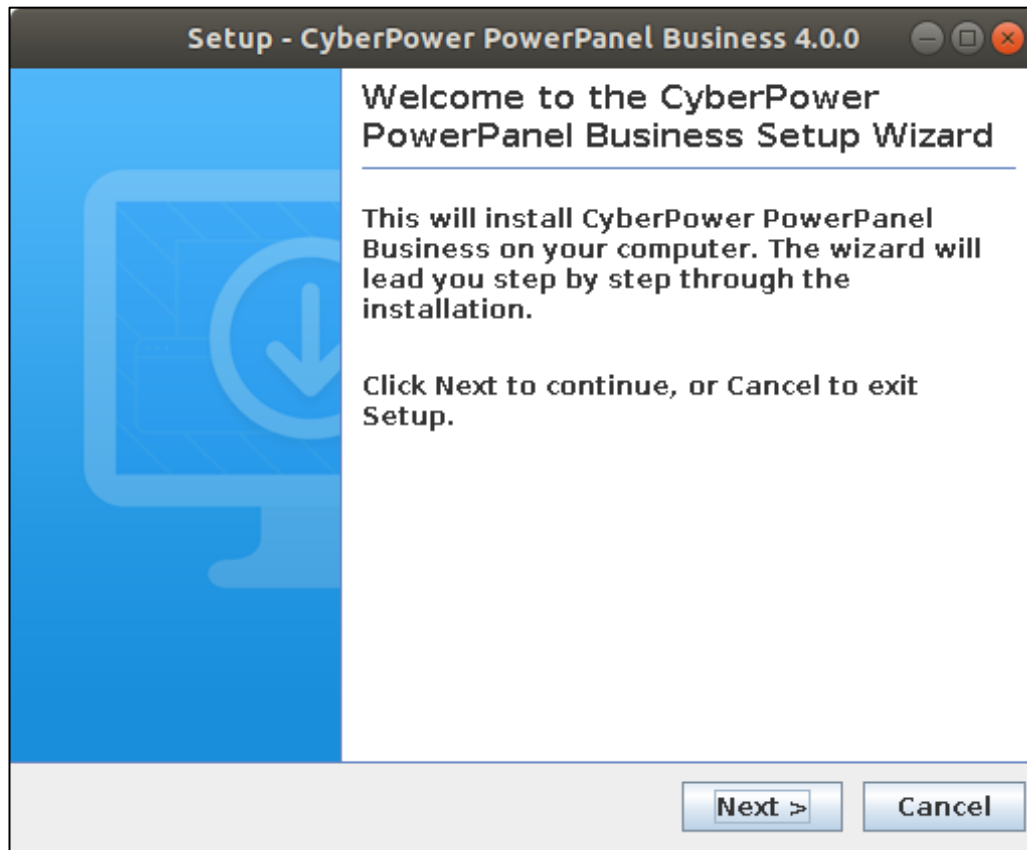 Setup - CyberPower PowerPanel Business 4.0.0
Welcome to the CyberPower
PowerPanel Business Setup Wizard
This will install CyberPower PowerPanel
Business on your computer. The wizard will
lead you step by step through the
installation.
Click Next to continue, or Cancel to exit
Setup.
Next > Cancel